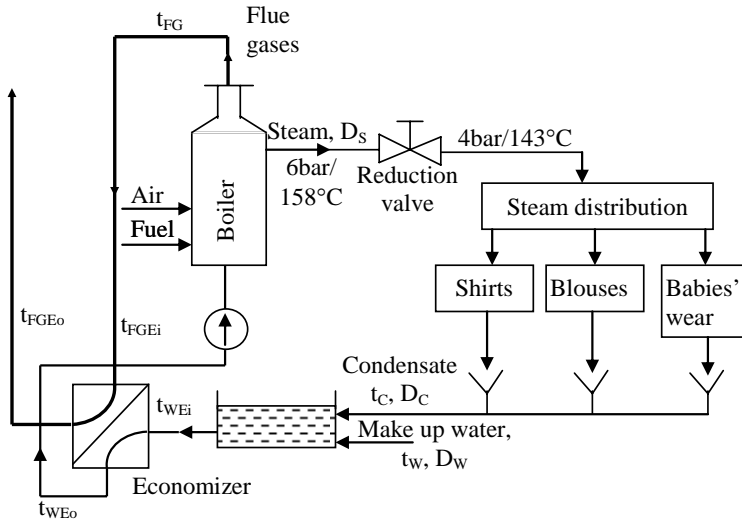 t_FG
Flue
gases
Steam, D_S
6bar/
158°C
Reduction
valve
4bar/143°C
Air
Fuel
Boiler
Steam distribution
Shirts
Blouses
Babies'
wear
t_FGEo
t_FGEi
Condensate
t_C, D_C
Make up water,
t_W, D_W
t_WEi
Economizer
t_WEo